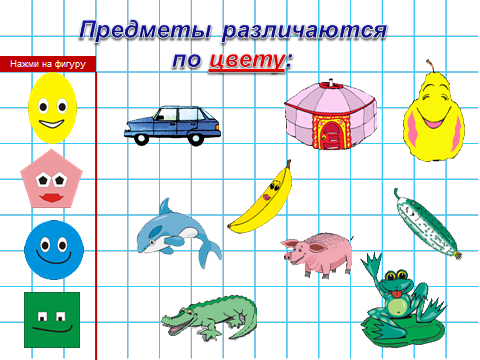 Предметы различаются
по цвету:
Нажми на фигуру